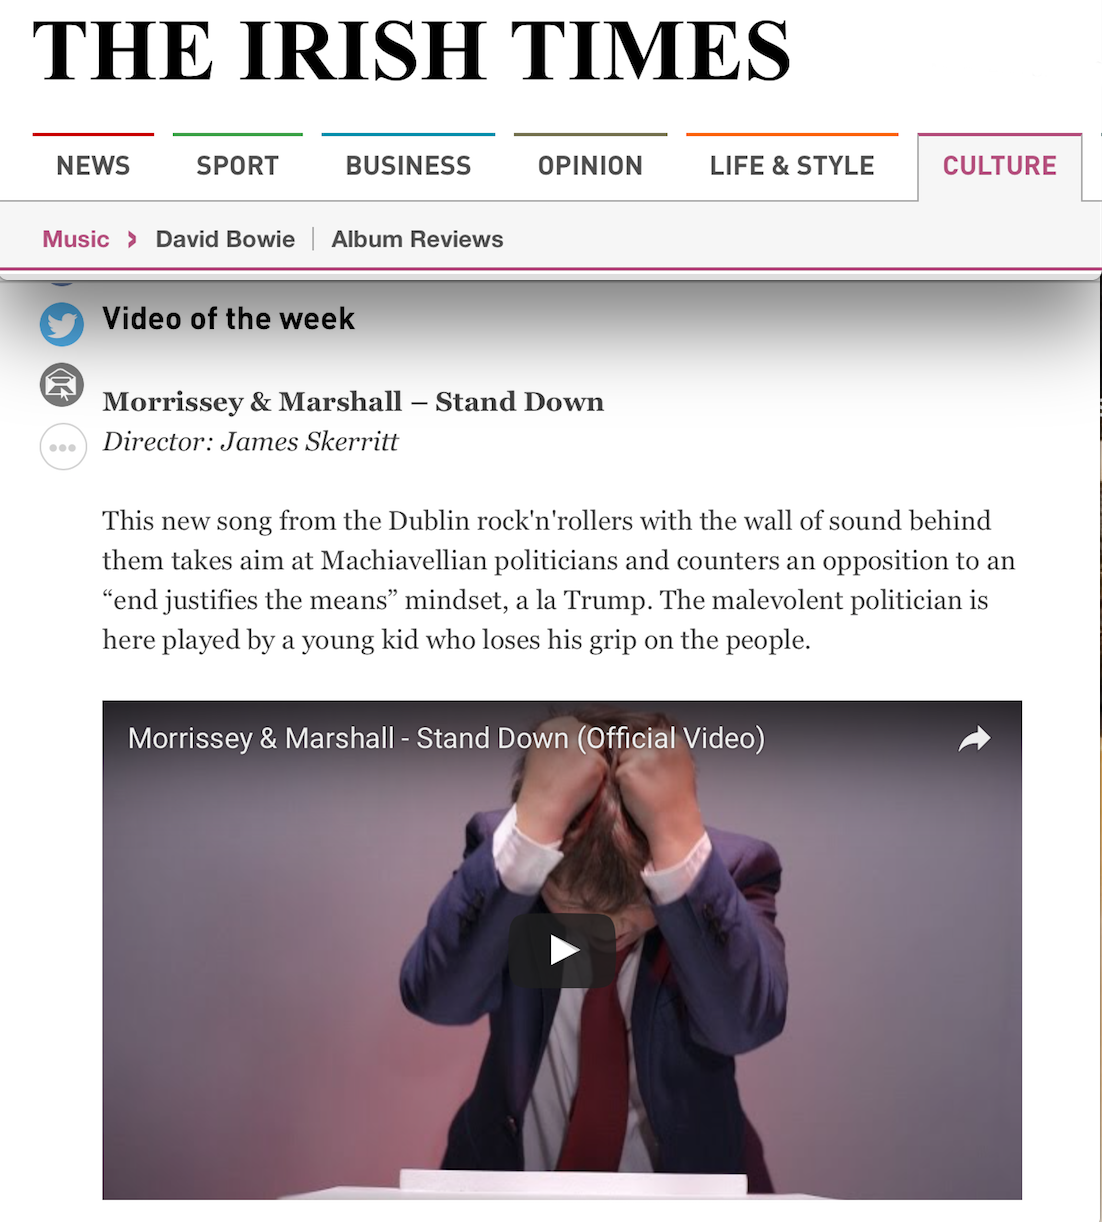 THE IRISH TIMES
NEWS SPORT BUSINESS OPINION LIFE & STYLE CULTURE
Music › David Bowie | Album Reviews
Video of the week
Morrissey & Marshall – Stand Down
Director: James Skerritt
This new song from the Dublin rock'n'rollers with the wall of sound behind
them takes aim at Machiavellian politicians and counters an opposition to an
“end justifies the means” mindset, a la Trump. The malevolent politician is
here played by a young kid who loses his grip on the people.
Morrissey & Marshall - Stand Down (Official Video)